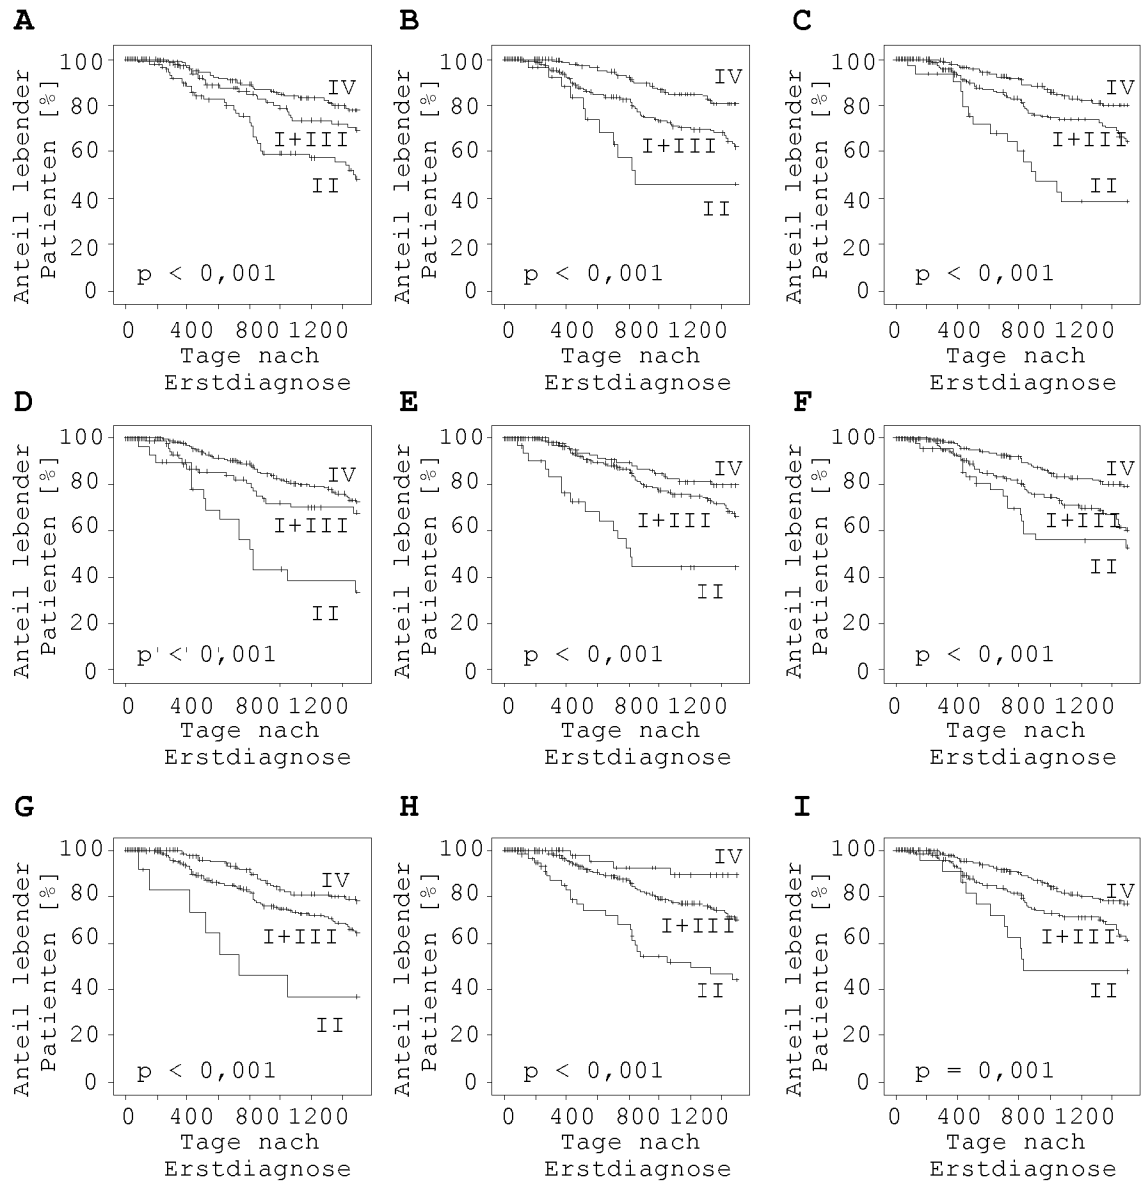 A
Anteil lebender
Patienten [%]
100
80
60
40
20
0
IV
I+III
II
p < 0,001
0 400 800 1200
Tage nach
Erstdiagnose
B
Anteil lebender
Patienten [%]
100
80
60
40
20
0
IV
I+III
II
p < 0,001
0 400 800 1200
Tage nach
Erstdiagnose
C
Anteil lebender
Patienten [%]
100
80
60
40
20
0
IV
I+III
II
p < 0,001
0 400 800 1200
Tage nach
Erstdiagnose
D
Anteil lebender
Patienten [%]
100
80
60
40
20
0
IV
I+III
II
p < 0,001
0 400 800 1200
Tage nach
Erstdiagnose
E
Anteil lebender
Patienten [%]
100
80
60
40
20
0
IV
I+III
II
p < 0,001
0 400 800 1200
Tage nach
Erstdiagnose
F
Anteil lebender
Patienten [%]
100
80
60
40
20
0
IV
I+III
II
p < 0,001
0 400 800 1200
Tage nach
Erstdiagnose
G
Anteil lebender
Patienten [%]
100
80
60
40
20
0
IV
I+III
II
p < 0,001
0 400 800 1200
Tage nach
Erstdiagnose
H
Anteil lebender
Patienten [%]
100
80
60
40
20
0
IV
I+III
II
p < 0,001
0 400 800 1200
Tage nach
Erstdiagnose
I
Anteil lebender
Patienten [%]
100
80
60
40
20
0
IV
I+III
II
p = 0,001
0 400 800 1200
Tage nach
Erstdiagnose